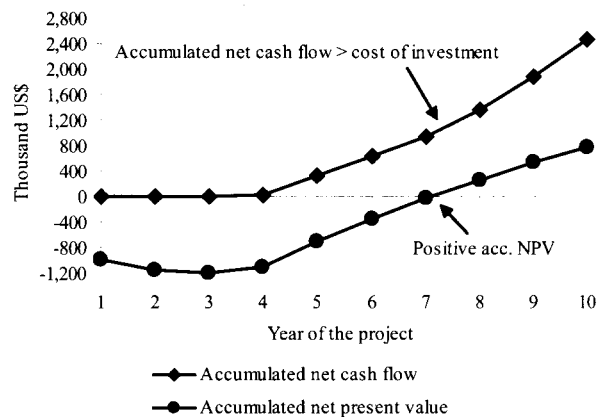 2,800
2,400
2,000
1,600
1,200
800
400
0
-400
-800
-1,200
Thousand US$
Accumulated net cash flow > cost of investment
Positive acc. NPV
1 2 3 4 5 6 7 8 9 10
Year of the project
Accumulated net cash flow
Accumulated net present value